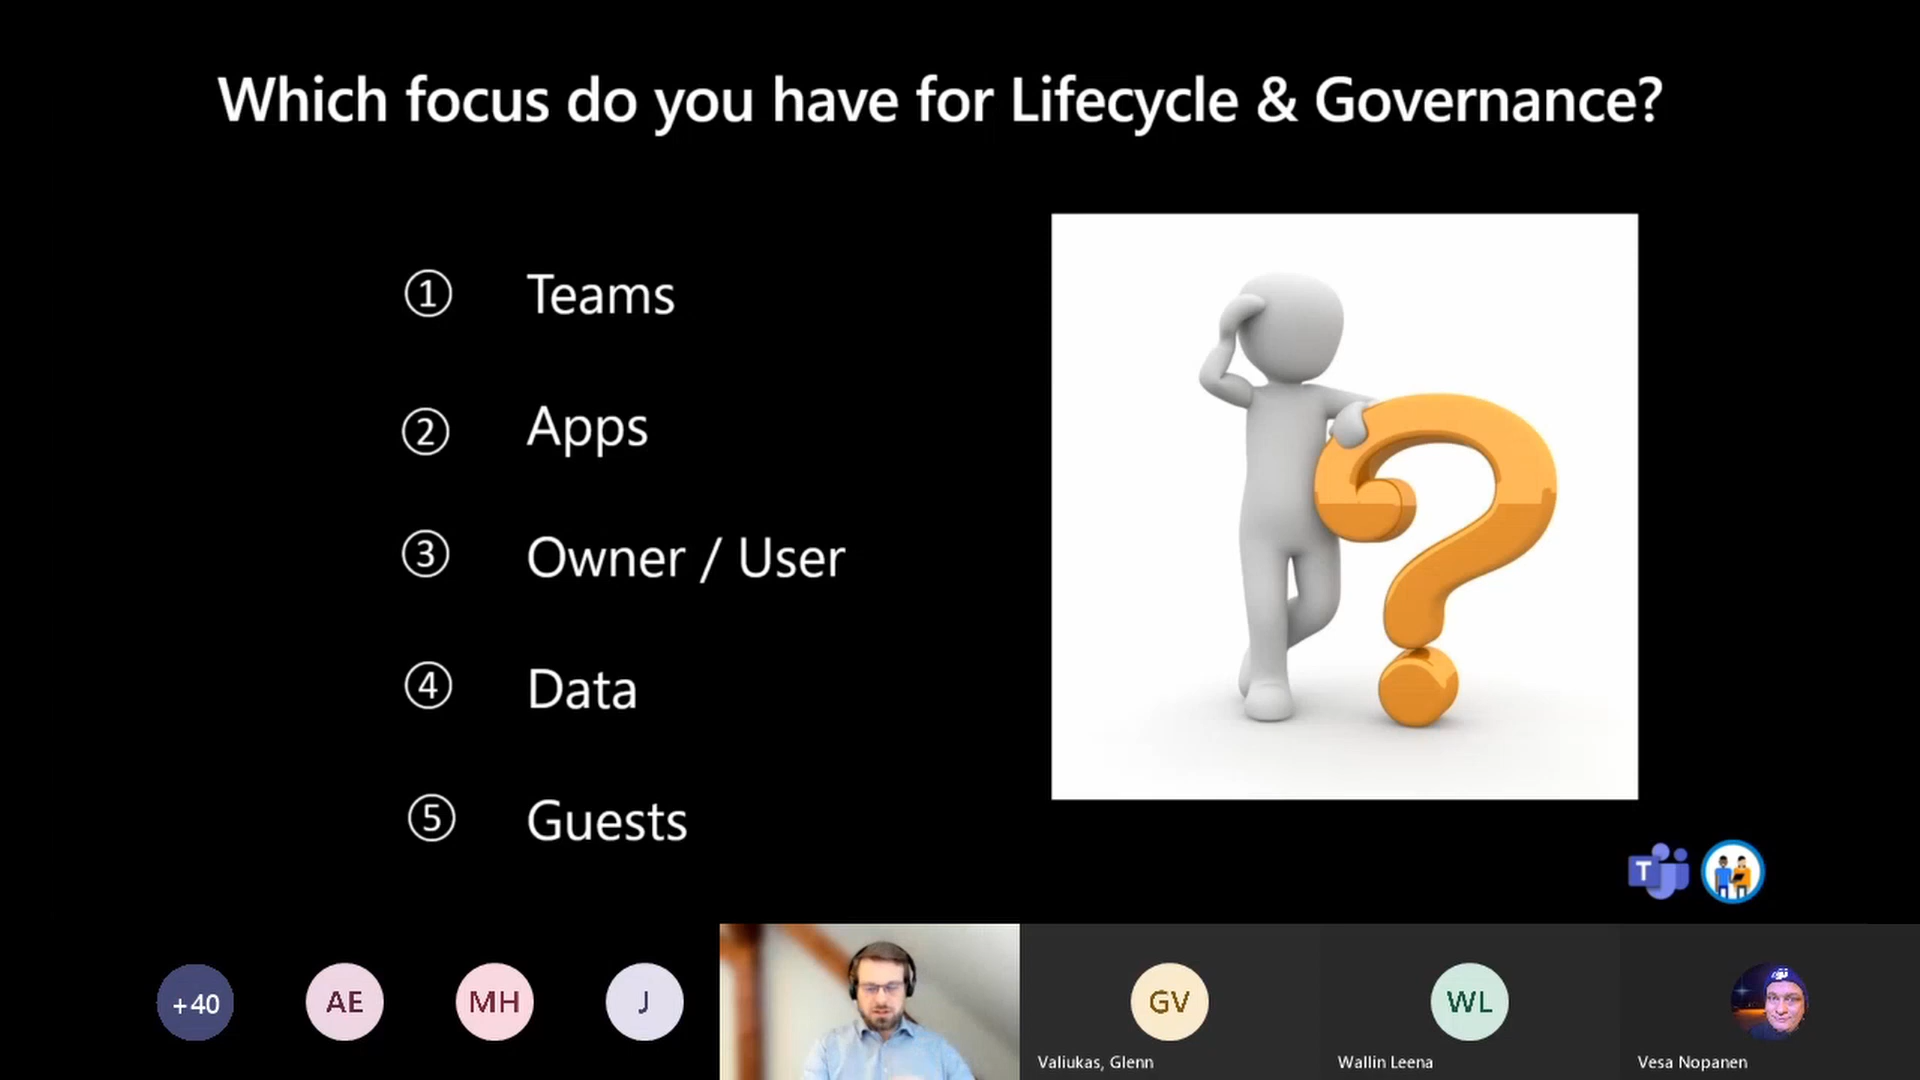 Which focus do you have for Lifecycle & Governance?
① Teams
② Apps
③ Owner / User
④ Data
⑤ Guests
T
+40
AE
MH
J
GV
WL
Valiukas, Glenn
Wallin Leena
Vesa Nopanen